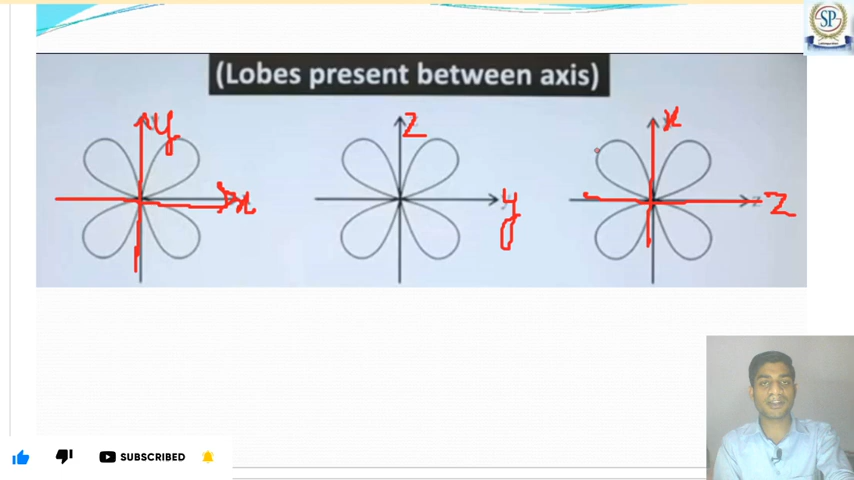 (Lobes present between axis)
y
x
z
y
x
z
SP
SUBSCRIBED